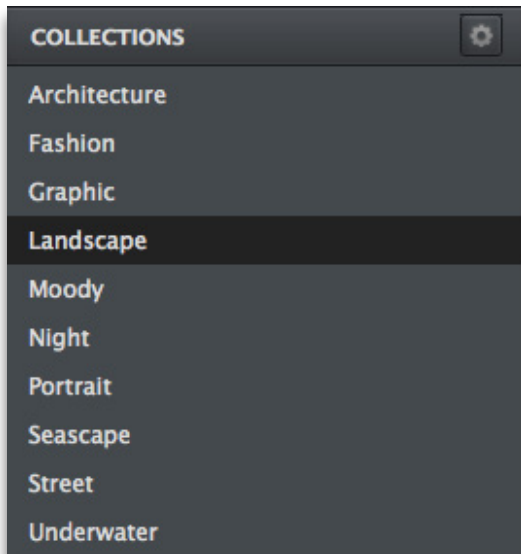 COLLECTIONS
Architecture
Fashion
Graphic
Landscape
Moody
Night
Portrait
Seascape
Street
Underwater